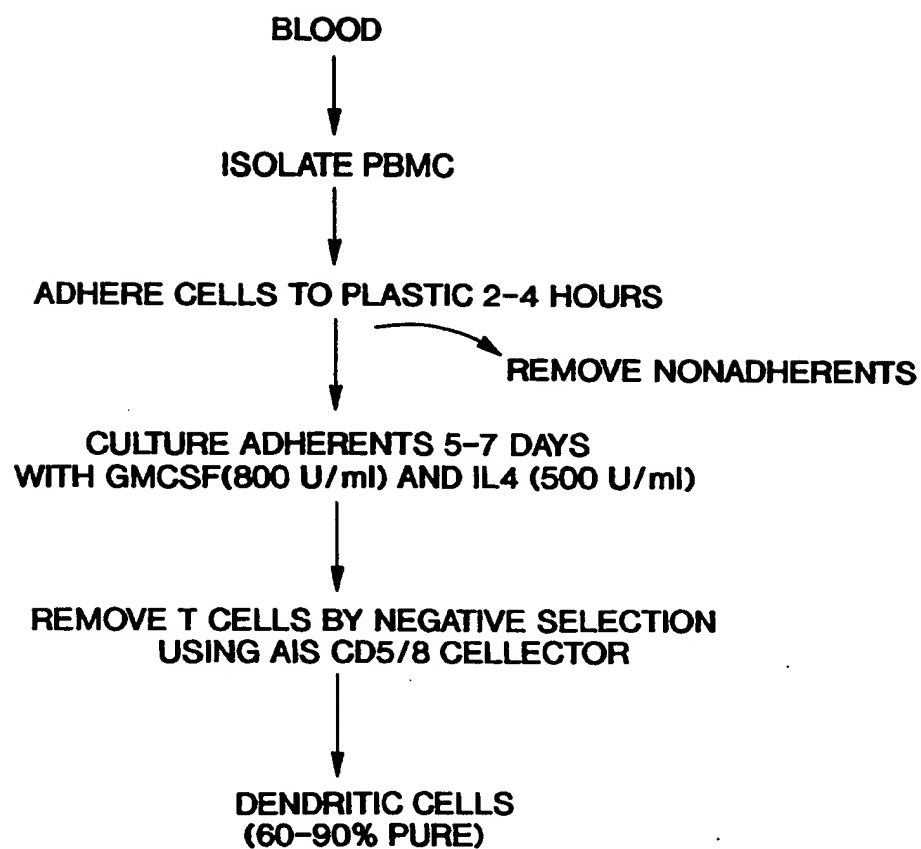 BLOOD
ISOLATE PBMC
ADHERE CELLS TO PLASTIC 2-4 HOURS
REMOVE NONADHERENTS
CULTURE ADHERENTS 5-7 DAYS
WITH GMCSF(800 U/ml) AND IL4 (500 U/ml)
REMOVE T CELLS BY NEGATIVE SELECTION
USING AIS CD5/8 CELLECTOR
DENDRITIC CELLS
(60-90% PURE)